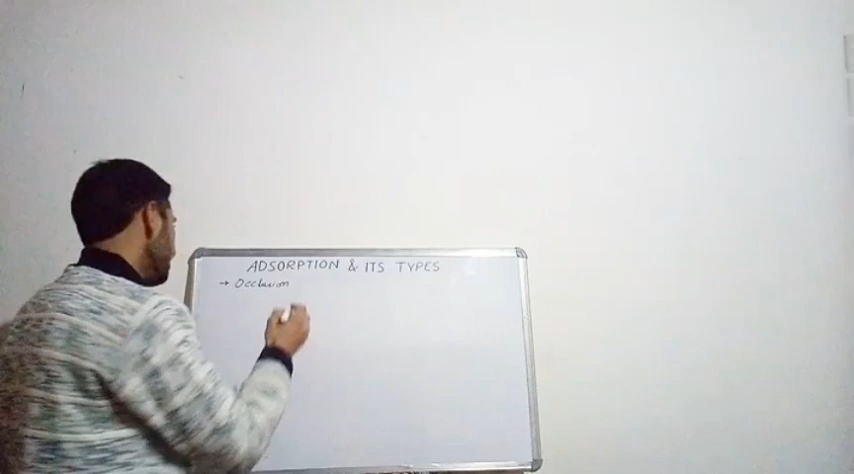 ADSORPTION & ITS TYPES
→ Occlusion